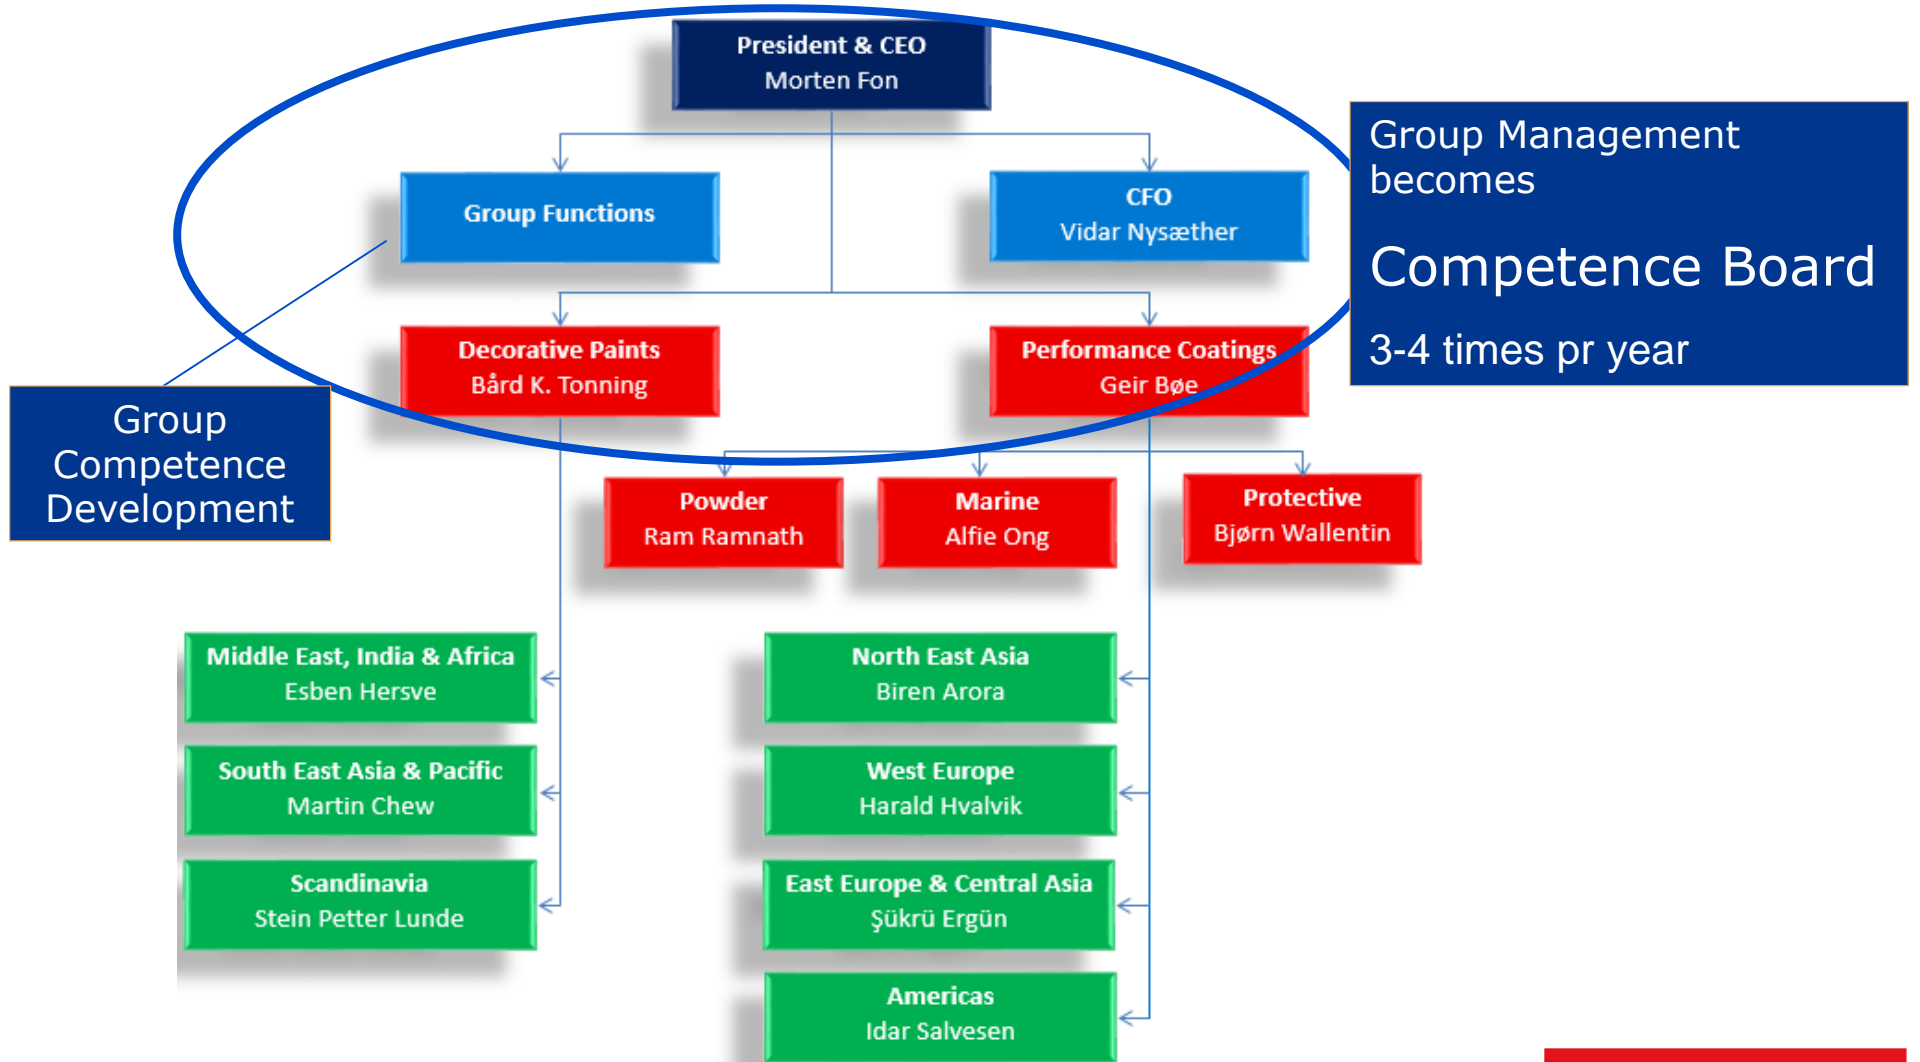 President & CEO
Morten Fon
Group Management
becomes
Competence Board
3-4 times pr year
Group Functions
CFO
Vidar Nysæther
Decorative Paints
Bård K. Tonning
Performance Coatings
Geir Bøe
Group
Competence
Development
Powder
Ram Ramnath
Marine
Alfie Ong
Protective
Bjørn Wallentin
Middle East, India & Africa
Esben Hersve
North East Asia
Biren Arora
South East Asia & Pacific
Martin Chew
West Europe
Harald Hvalvik
Scandinavia
Stein Petter Lunde
East Europe & Central Asia
Şükrü Ergün
Americas
Idar Salvesen